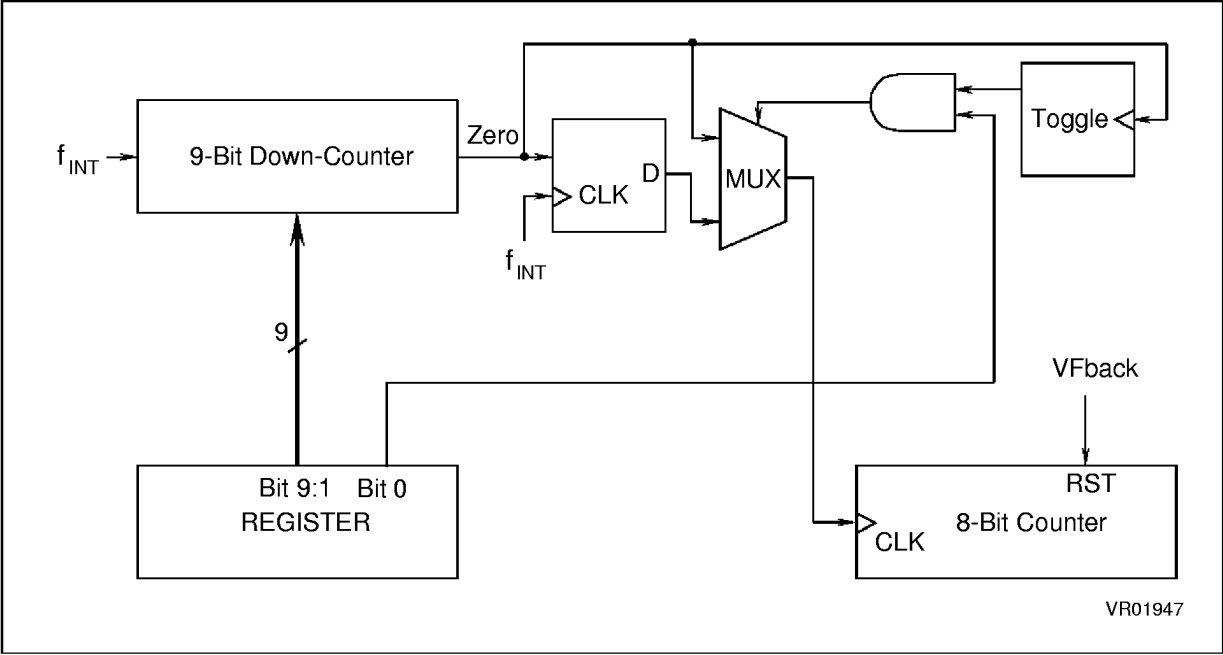 Toggle
Zero
f INT
9-Bit Down-Counter
D
MUX
CLK
f INT
9
VFback
Bit 9:1 Bit 0
REGISTER
RST
8-Bit Counter
CLK
VR01947